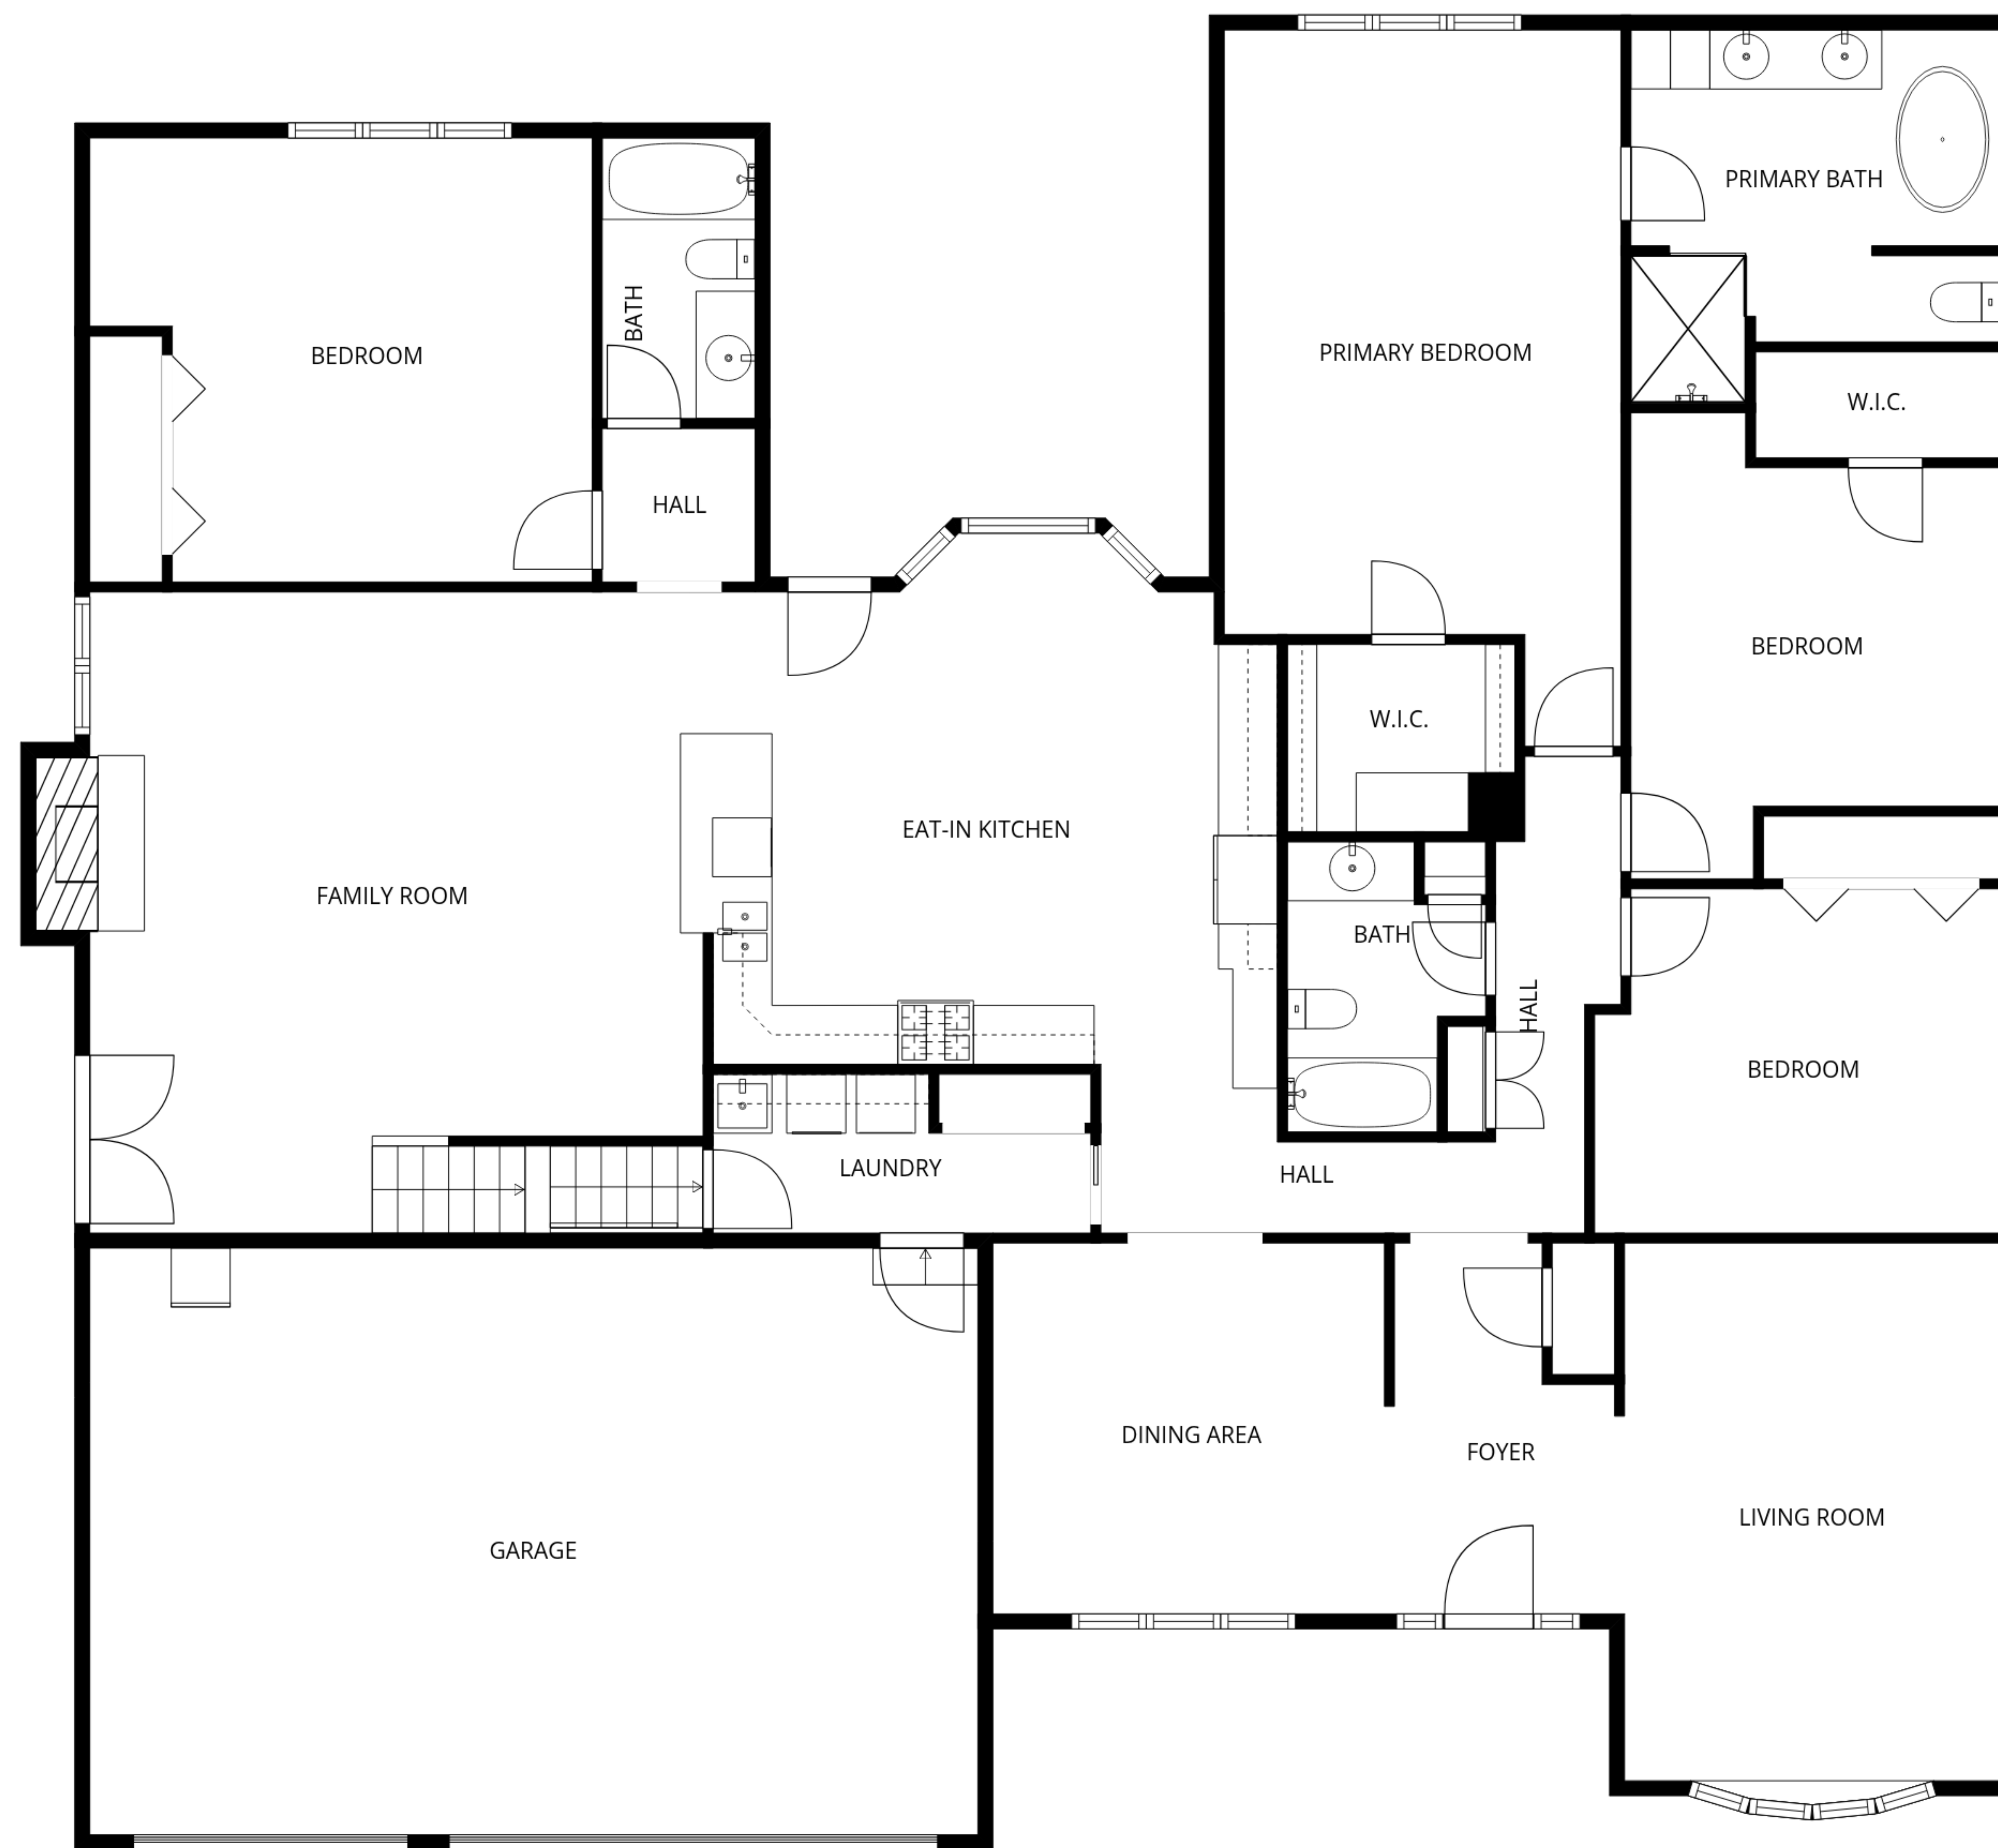 PRIMARY BATH
BATH
BEDROOM
PRIMARY BEDROOM
W.I.C.
HALL
BEDROOM
W.I.C.
EAT-IN KITCHEN
FAMILY ROOM
BATH
HALL
BEDROOM
LAUNDRY
HALL
DINING AREA
FOYER
LIVING ROOM
GARAGE